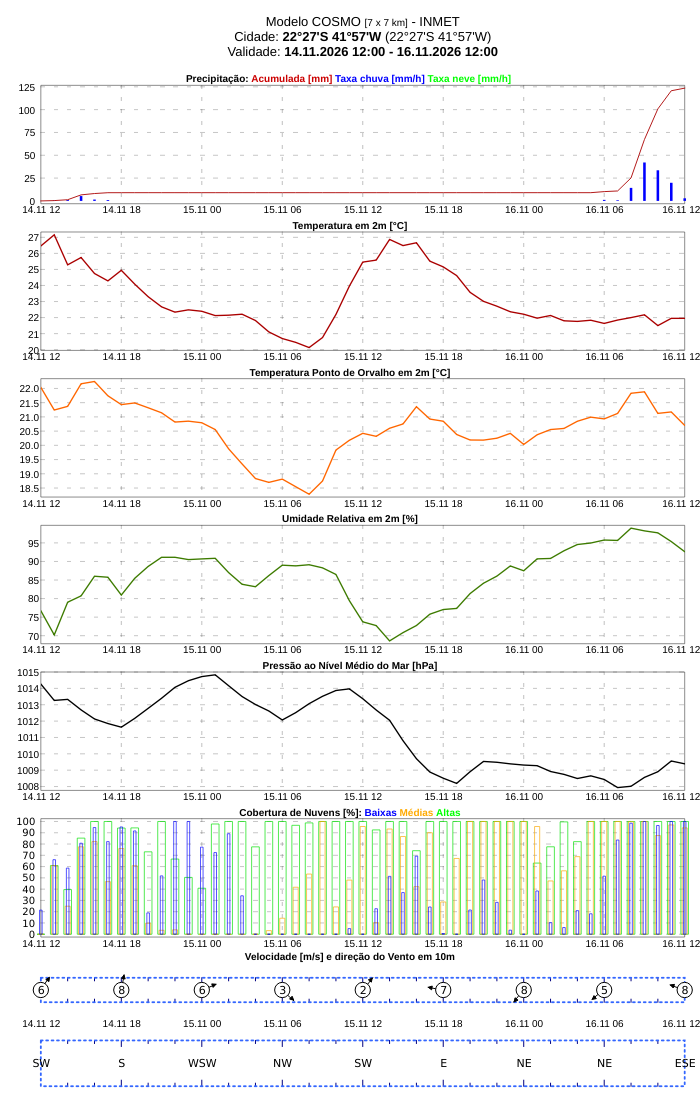 Modelo COSMO [7 x 7 km] - INMET
Cidade: 22°27'S 41°57'W (22°27'S 41°57'W)
Validade: 14.11.2026 12:00 - 16.11.2026 12:00
Precipitação: Acumulada [mm] Taxa chuva [mm/h] Taxa neve [mm/h]
125
100
75
50
25
0
14.11 12 14.11 18 15.11 00 15.11 06 15.11 12 15.11 18 16.11 00 16.11 06 16.11 12
Temperatura em 2m [°C]
27
26
25
24
23
22
21
20
14.11 12 14.11 18 15.11 00 15.11 06 15.11 12 15.11 18 16.11 00 16.11 06 16.11 12
Temperatura Ponto de Orvalho em 2m [°C]
22.0
21.5
21.0
20.5
20.0
19.5
19.0
18.5
14.11 12 14.11 18 15.11 00 15.11 06 15.11 12 15.11 18 16.11 00 16.11 06 16.11 12
Umidade Relativa em 2m [%]
95
90
85
80
75
70
14.11 12 14.11 18 15.11 00 15.11 06 15.11 12 15.11 18 16.11 00 16.11 06 16.11 12
Pressão ao Nível Médio do Mar [hPa]
1015
1014
1013
1012
1011
1010
1009
1008
14.11 12 14.11 18 15.11 00 15.11 06 15.11 12 15.11 18 16.11 00 16.11 06 16.11 12
Cobertura de Nuvens [%]: Baixas Médias Altas
100
90
80
70
60
50
40
30
20
10
0
14.11 12 14.11 18 15.11 00 15.11 06 15.11 12 15.11 18 16.11 00 16.11 06 16.11 12
Velocidade [m/s] e direção do Vento em 10m
6 8 6 3 2 7 8 5 8
14.11 12 14.11 18 15.11 00 15.11 06 15.11 12 15.11 18 16.11 00 16.11 06 16.11 12
SW S WSW NW SW E NE NE ESE